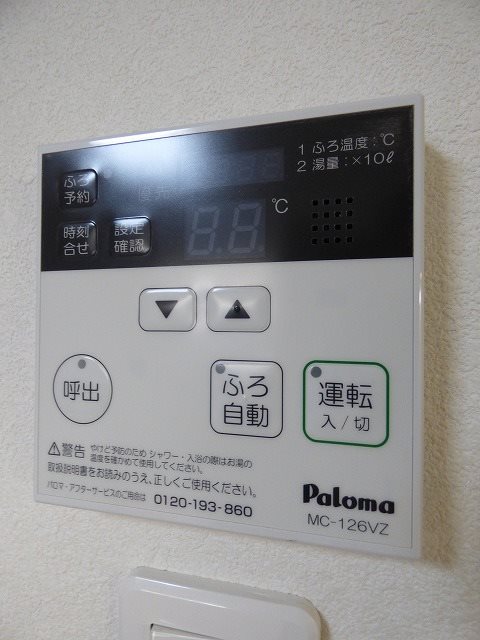 1 ふろ温度:℃
2 湯量:×10ℓ
ふろ
予約
時刻
合せ
設定
確認
88
℃
▼ ▲
呼出
ふろ
自動
運転
入/切
⚠警告 やけど予防のため シャワー・入浴の際はお湯の
温度を確かめて使用してください。
取扱説明書をお読みのうえ、正しくご使用ください。
パロマ・アフターサービスのご用命は 0120-193-860
Paloma
MC-126VZ